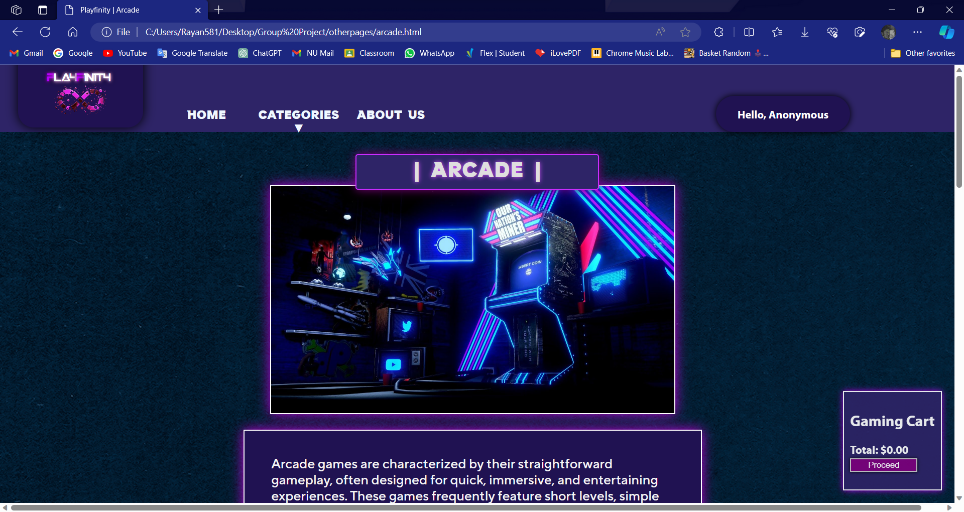 Playfinity | Arcade
File
C:/Users/Rayan581/Desktop/Group%20Project/otherpages/arcade.html
Gmail
Google
YouTube
Google Translate
ChatGPT
NU Mail
Classroom
WhatsApp
Flex | Student
iLovePDF
Chrome Music Lab...
Basket Random ...
Other favorites
PLAYFINITY
HOME
CATEGORIES
▼
ABOUT US
Hello, Anonymous
| ARCADE |
OUR
NATION'S
MINER
INSERT COIN
Gaming Cart
Total: $0.00
Proceed
Arcade games are characterized by their straightforward
gameplay, often designed for quick, immersive, and entertaining
experiences. These games frequently feature short levels, simple